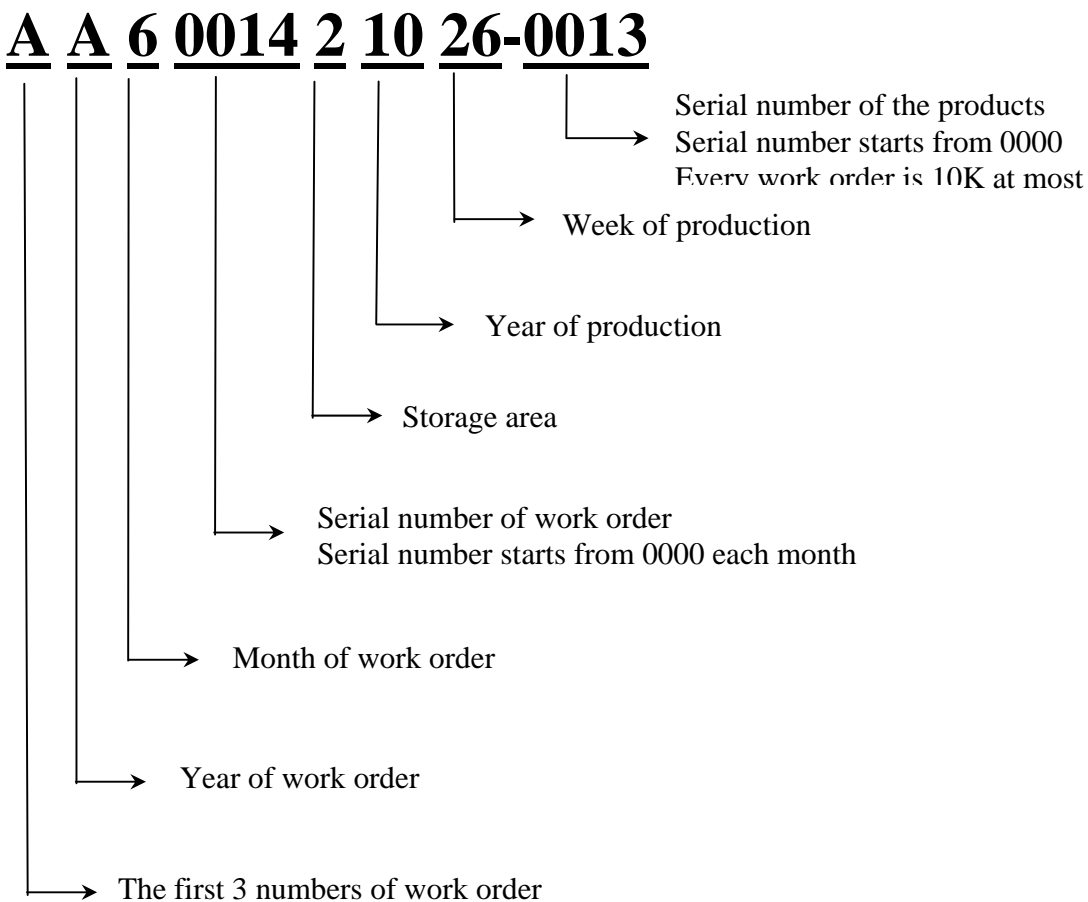 A A 6 0014 2 10 26-0013
Serial number of the products
Serial number starts from 0000
Every work order is 10K at most
Week of production
Year of production
Storage area
Serial number of work order
Serial number starts from 0000 each month
Month of work order
Year of work order
The first 3 numbers of work order